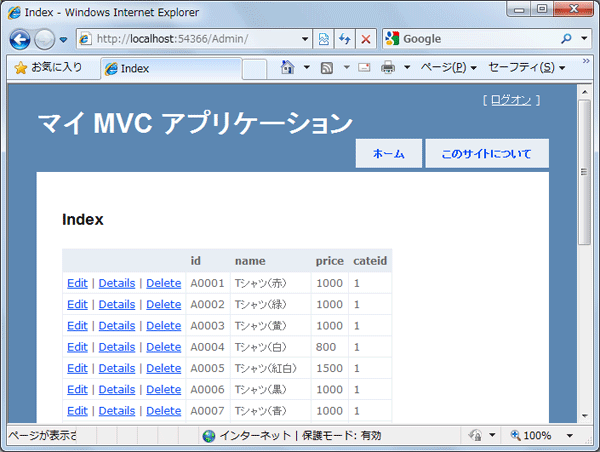 Index - Windows Internet Explorer
http://localhost:54366/Admin/
Google
お気に入り
Index
ページ(P)
セーフティ(S)
[ ログオン ]
マイ MVC アプリケーション
ホーム
このサイトについて
Index
id name price cateid
Edit | Details | Delete A0001 Tシャツ(赤) 1000 1
Edit | Details | Delete A0002 Tシャツ(緑) 1000 1
Edit | Details | Delete A0003 Tシャツ(黄) 1000 1
Edit | Details | Delete A0004 Tシャツ(白) 800 1
Edit | Details | Delete A0005 Tシャツ(紅白) 1500 1
Edit | Details | Delete A0006 Tシャツ(黒) 1000 1
Edit | Details | Delete A0007 Tシャツ(青) 1000 1
ページが表示さ
インターネット | 保護モード: 有効
100%